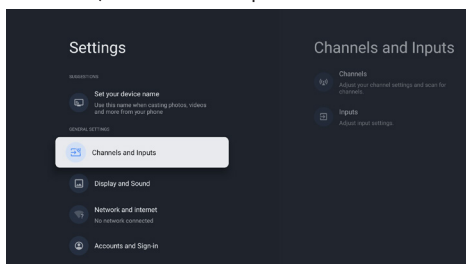 Settings
SUGGESTIONS
Set your device name
Use this name when casting photos, videos
and more from your phone
GENERAL SETTINGS
Channels and Inputs
Display and Sound
Network and internet
No network connected
Accounts and Sign-in
Channels and Inputs
Channels
Adjust your channel settings and scan for
channels
Inputs
Adjust input settings